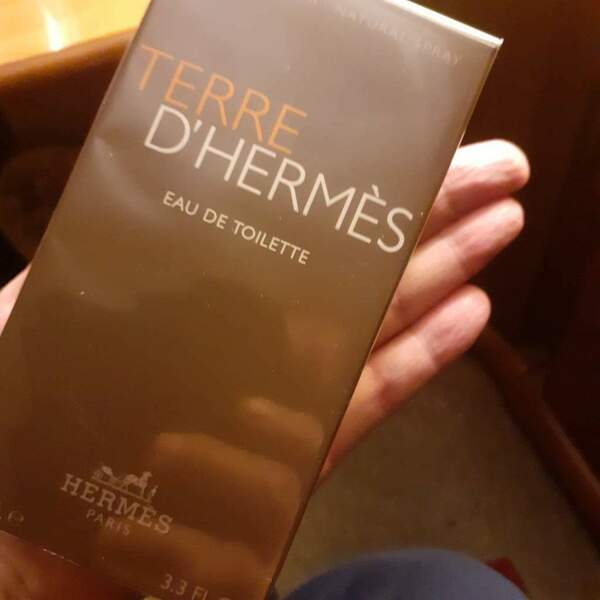 NATURAL SPRAY
TERRE
D'HERMÈS
EAU DE TOILETTE
HERMÈS
PARIS
℮
3.3 FL